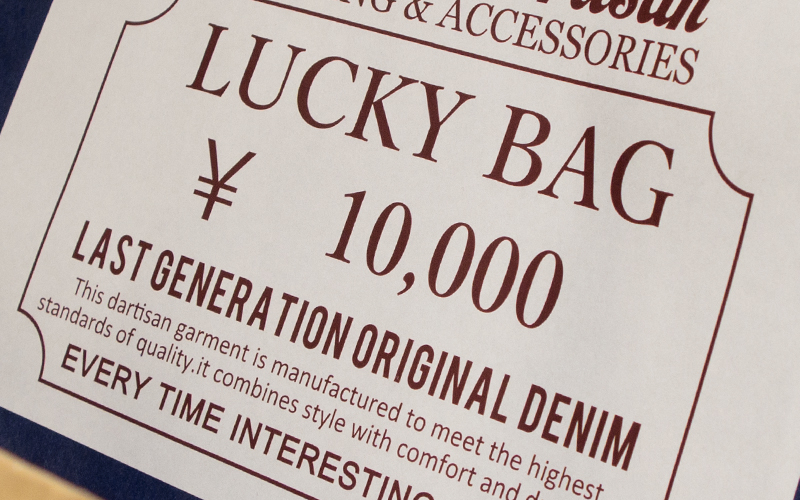 & ACCESSORIES
LUCKY BAG
¥ 10,000
LAST GENERATION ORIGINAL DENIM
This dartisan garment is manufactured to meet the highest
standards of quality.it combines style with comfort and
EVERY TIME INTERESTING